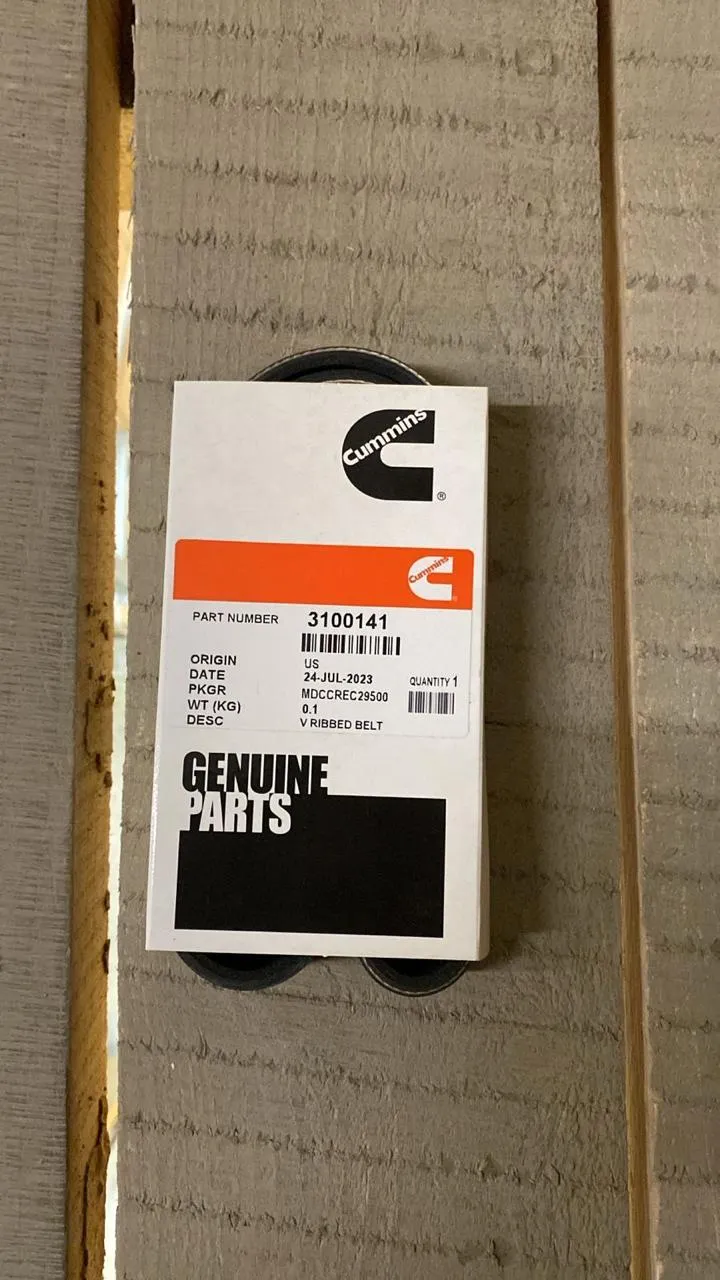 Cummins
®
Cummins
®
PART NUMBER 3100141
ORIGIN US
DATE 24-JUL-2023
PKGR MDCCREC29500 QUANTITY 1
WT (KG) 0.1
DESC V RIBBED BELT
GENUINE
PARTS